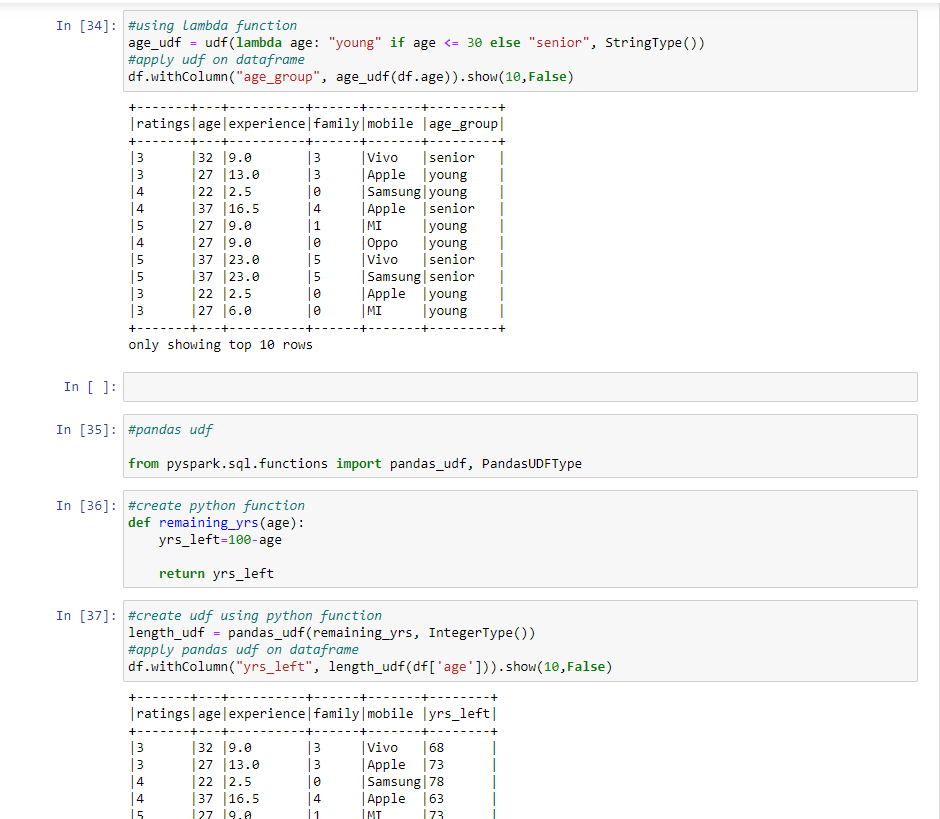 In [34]: #using lambda function
age_udf = udf(lambda age: "young" if age <= 30 else "senior", StringType())
#apply udf on dataframe
df.withColumn("age_group", age_udf(df.age)).show(10,False)
+-------+---+----------+------+-------+---------+
|ratings|age|experience|family|mobile |age_group|
+-------+---+----------+------+-------+---------+
|3      |32 |9.0       |3     |Vivo   |senior   |
|3      |27 |13.0      |3     |Apple  |young    |
|4      |22 |2.5       |0     |Samsung|young    |
|4      |37 |16.5      |4     |Apple  |senior   |
|5      |27 |9.0       |1     |MI     |young    |
|4      |27 |9.0       |0     |Oppo   |young    |
|5      |37 |23.0      |5     |Vivo   |senior   |
|5      |37 |23.0      |5     |Samsung|senior   |
|3      |22 |2.5       |0     |Apple  |young    |
|3      |27 |6.0       |0     |MI     |young    |
+-------+---+----------+------+-------+---------+
only showing top 10 rows
In [ ]:
In [35]: #pandas udf
from pyspark.sql.functions import pandas_udf, PandasUDFType
In [36]: #create python function
def remaining_yrs(age):
    yrs_left=100-age
    return yrs_left
In [37]: #create udf using python function
length_udf = pandas_udf(remaining_yrs, IntegerType())
#apply pandas udf on dataframe
df.withColumn("yrs_left", length_udf(df['age'])).show(10,False)
+-------+---+----------+------+-------+--------+
|ratings|age|experience|family|mobile |yrs_left|
+-------+---+----------+------+-------+--------+
|3      |32 |9.0       |3     |Vivo   |68      |
|3      |27 |13.0      |3     |Apple  |73      |
|4      |22 |2.5       |0     |Samsung|78      |
|4      |37 |16.5      |4     |Apple  |63      |
|5      |27 |9.0       |1     |MI     |73      |